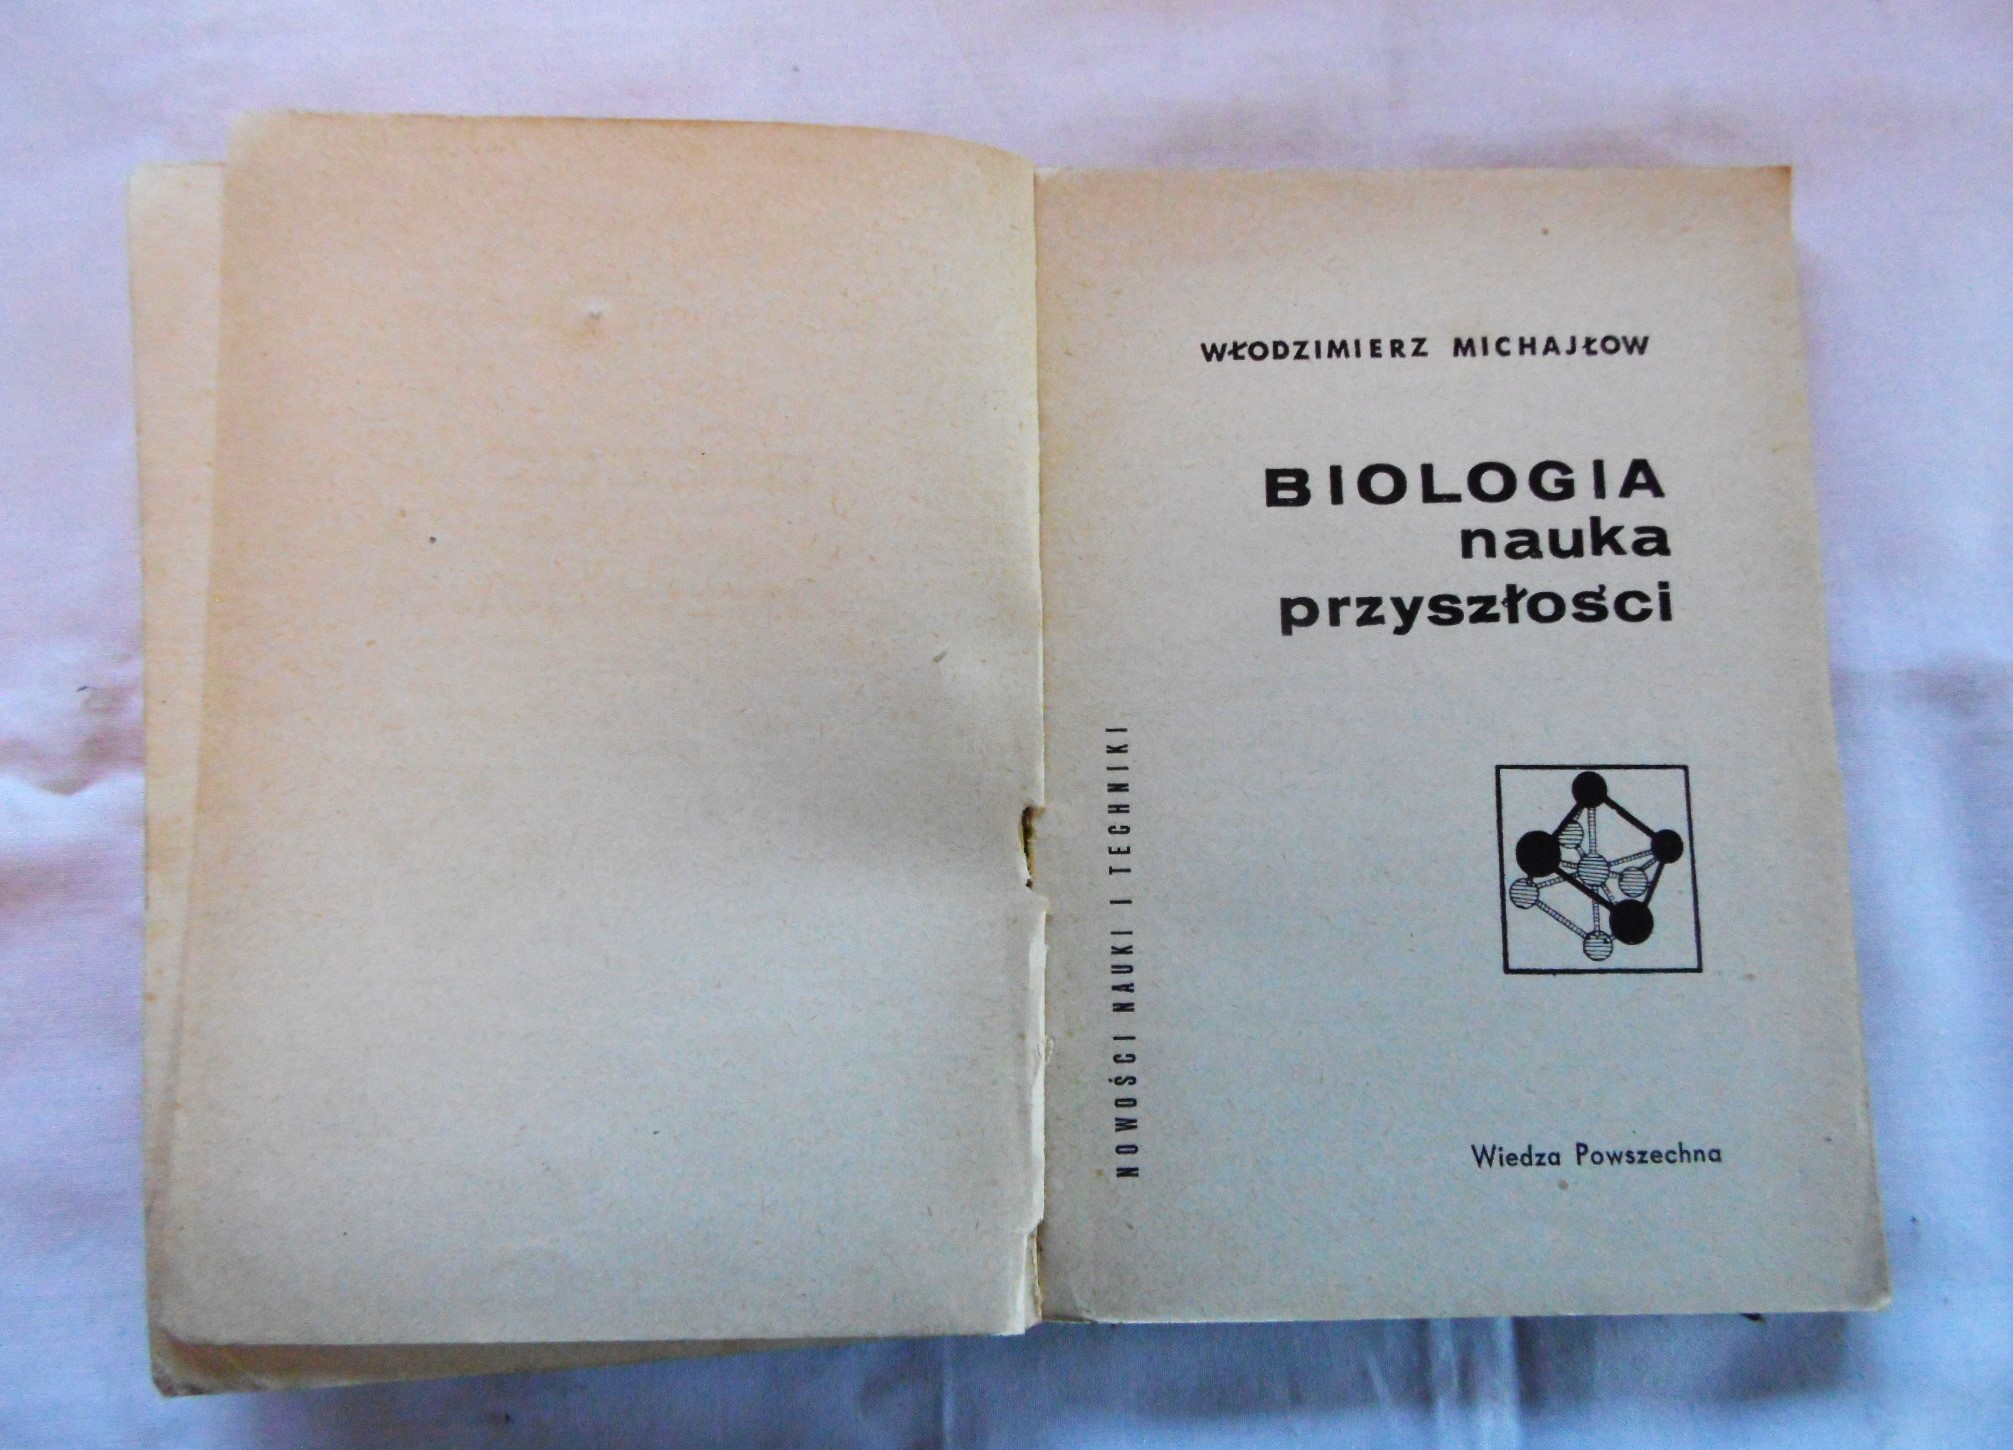 WŁODZIMIERZ MICHAJŁOW
BIOLOGIA
nauka
przyszłości
NOWOŚCI NAUKI I TECHNIKI
Wiedza Powszechna